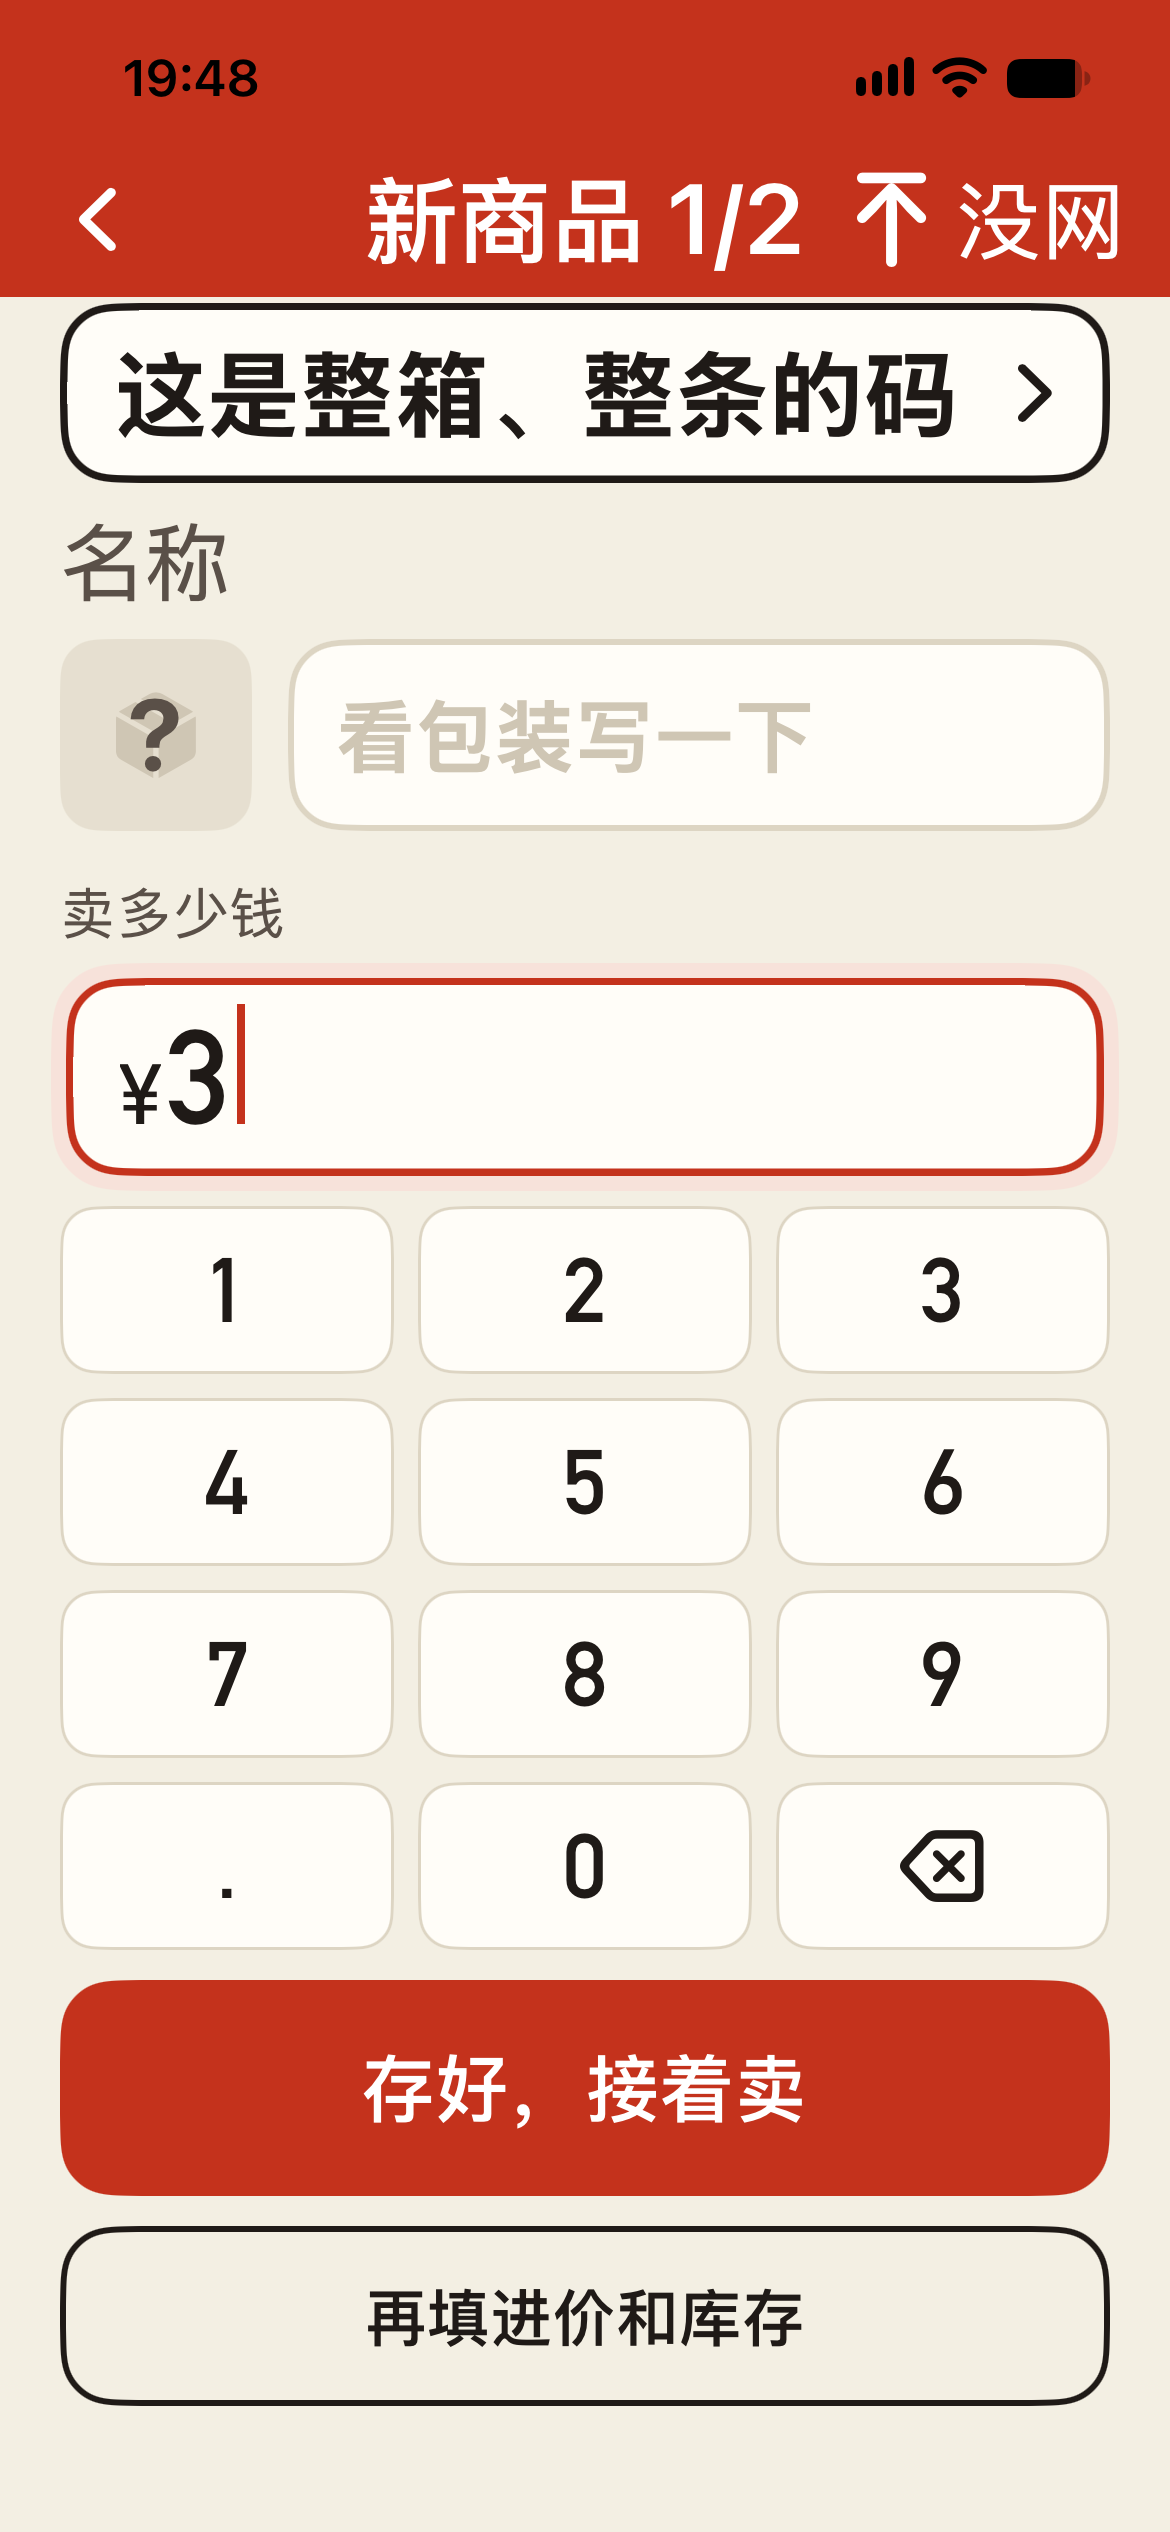 19:48
新商品 1/2 没网
这是整箱、整条的码
名称
?
看包装写一下
卖多少钱
¥3
1 2 3
4 5 6
7 8 9
. 0
存好，接着卖
再填进价和库存